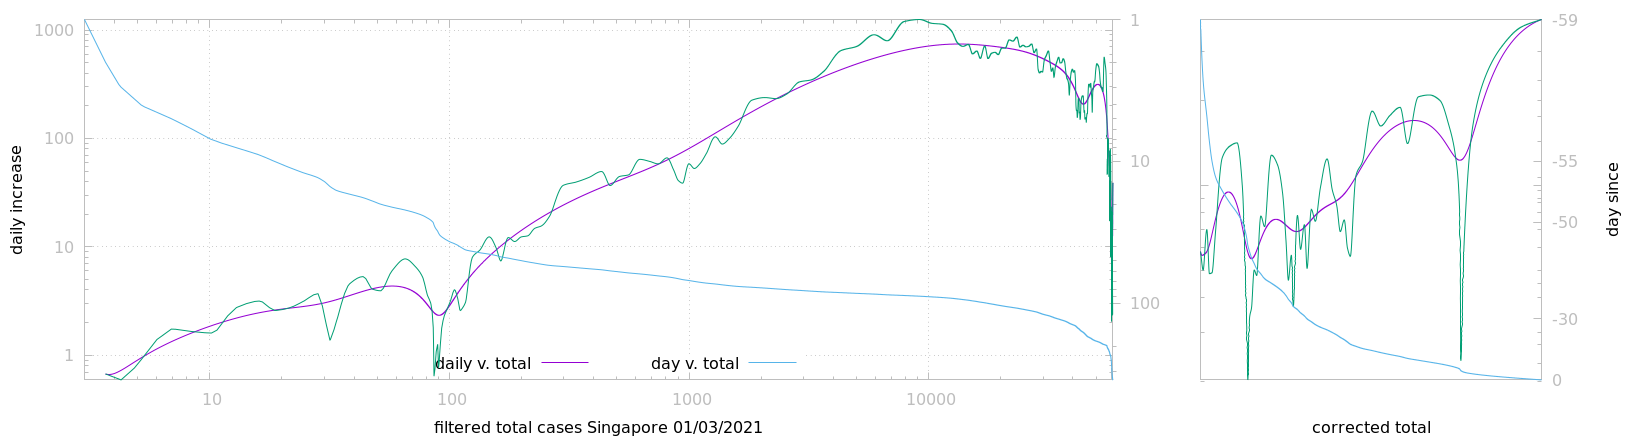 1000
100
10
1
daily increase
10
100
1000
10000
filtered total cases Singapore 01/03/2021
daily v. total
day v. total
1
10
100
-59
-55
-50
-30
0
day since
corrected total